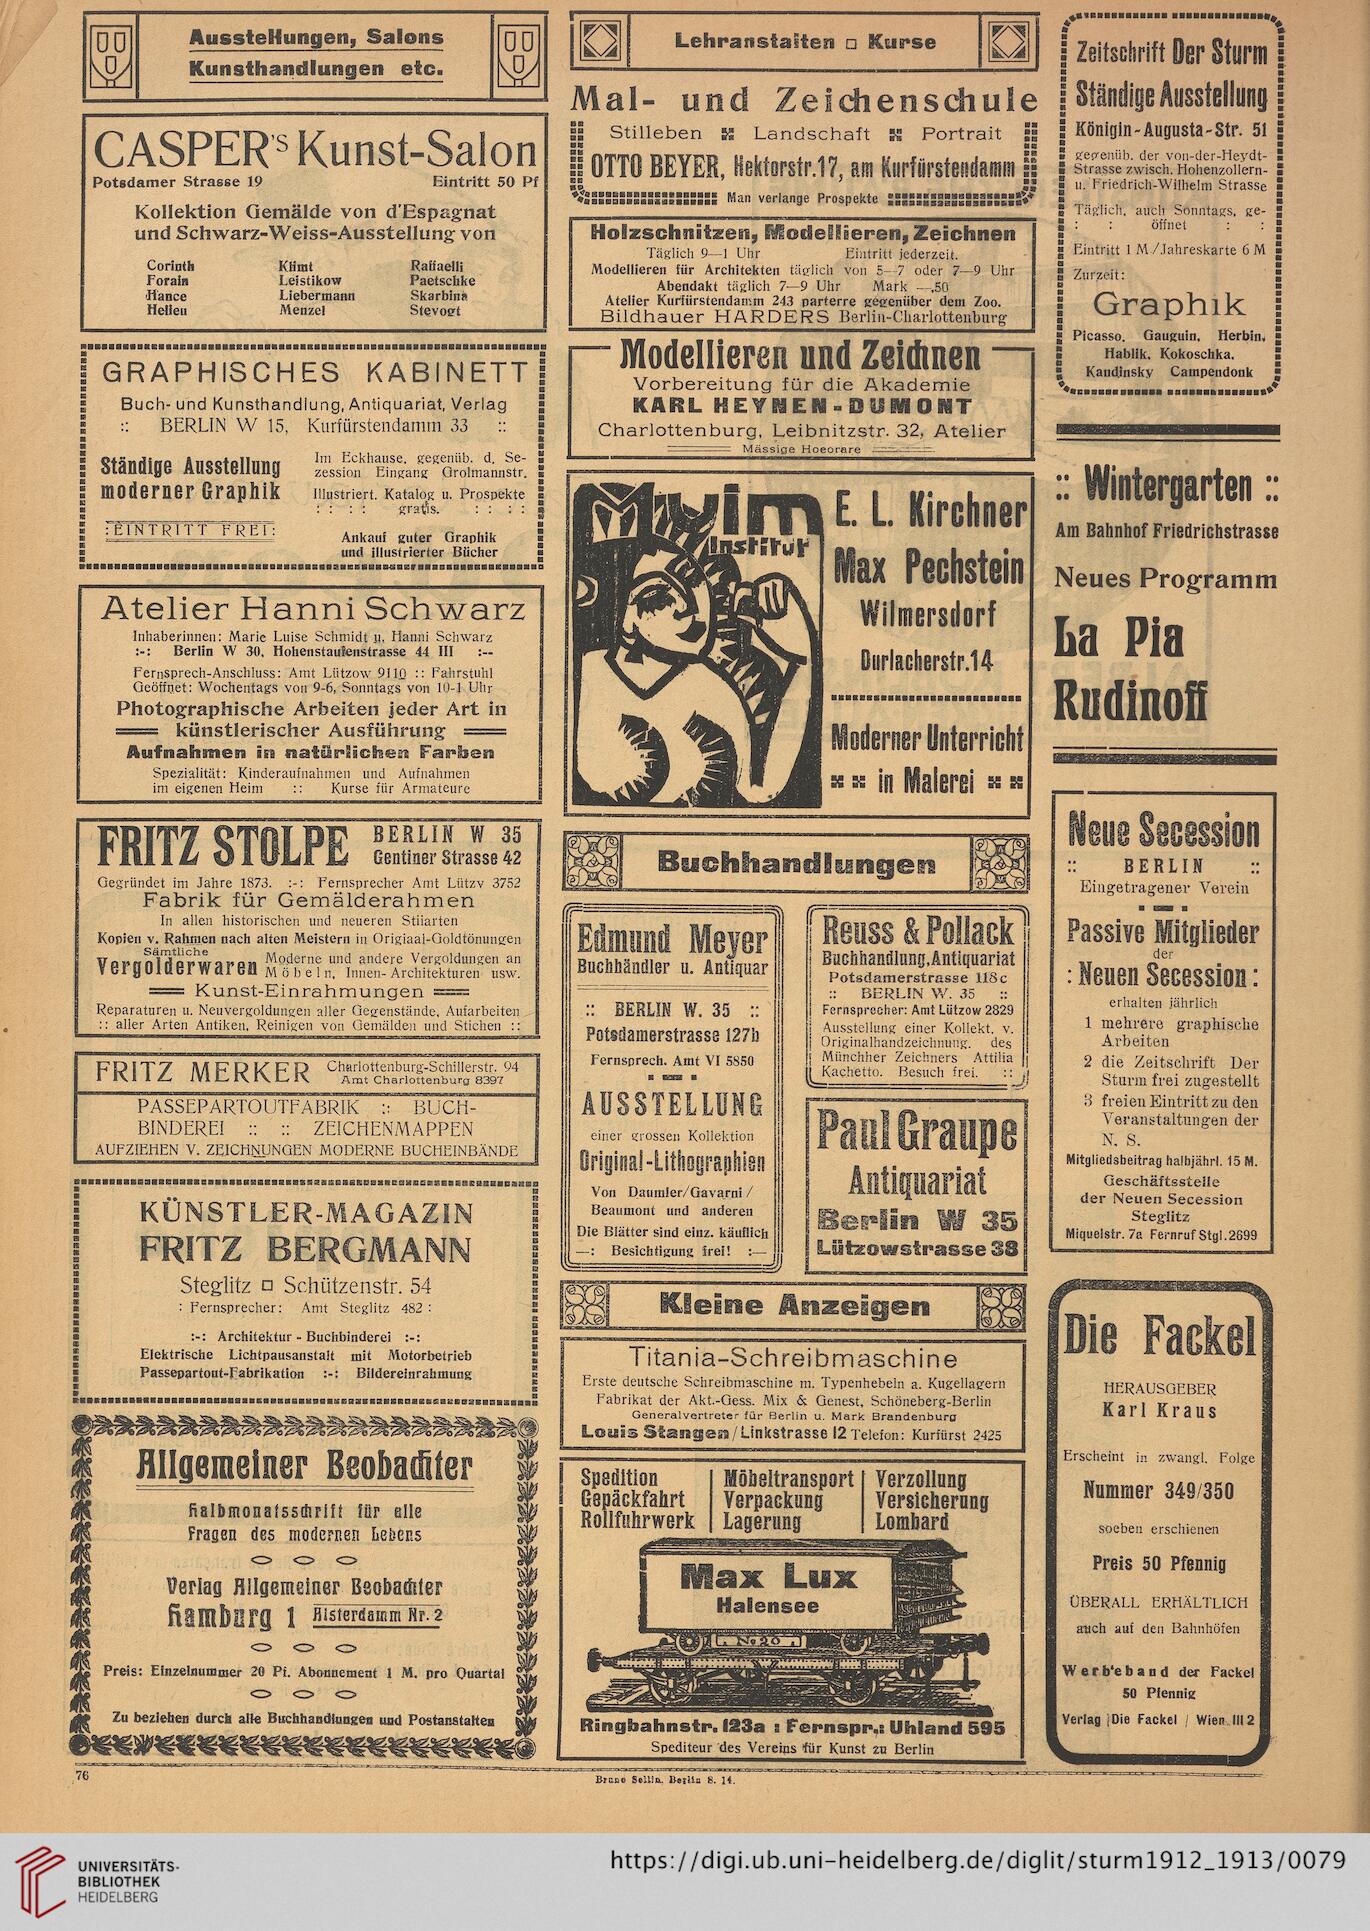 Ausstellungen, Salons
Kunsthandlungen etc.
CASPER'S Kunst-Salon
Potsdamer Strasse 19 Eintritt 50 Pf
Kollektion Gemälde von d'Espagnat
und Schwarz-Weiss-Ausstellung von
Corinth Klimt Raffaelli
Forain Leistikow Paetschke
Hance Liebermann Skarbina
Helleu Menzel Stevogt
GRAPHISCHES KABINETT
Buch- und Kunsthandlung, Antiquariat, Verlag
:: BERLIN W 15, Kurfürstendamm 33 ::
Ständige Ausstellung
moderner Graphik
:EINTRITT FREI:
Im Eckhause, gegenüb. d. Se-
zession Eingang Grolmannstr.
Illustriert. Katalog u. Prospekte
: : : : gratis. : : : :
Ankauf guter Graphik
und illustrierter Bücher
Atelier Hanni Schwarz
Inhaberinnen: Marie Luise Schmidt u. Hanni Schwarz
:-: Berlin W 30, Hohenstaufenstrasse 44 III :--
Fernsprech-Anschluss: Amt Lützow 9110 :: Fahrstuhl
Geöffnet: Wochentags von 9-6, Sonntags von 10-1 Uhr
Photographische Arbeiten jeder Art in
künstlerischer Ausführung
Aufnahmen in natürlichen Farben
Spezialität: Kinderaufnahmen und Aufnahmen
im eigenen Heim :: Kurse für Armateure
FRITZ STOLPE BERLIN W 35
Gentiner Strasse 42
Gegründet im Jahre 1873. :-: Fernsprecher Amt Lützv 3752
Fabrik für Gemälderahmen
In allen historischen und neueren Stilarten
Kopien v. Rahmen nach alten Meistern in Origiaal-Goldtönungen
Sämtliche
Vergolderwaren Moderne und andere Vergoldungen an
Möbeln, Innen-Architekturen usw.
Kunst-Einrahmungen
Reparaturen u. Neuvergoldungen aller Gegenstände, Aufarbeiten
:: aller Arten Antiken, Reinigen von Gemälden und Stichen ::
FRITZ MERKER Charlottenburg-Schillerstr. 94
Amt Charlottenburg 8397
PASSEPARTOUTFABRIK :: BUCH-
BINDEREI :: :: ZEICHENMAPPEN
AUFZIEHEN V. ZEICHNUNGEN MODERNE BUCHEINBÄNDE
KÜNSTLER-MAGAZIN
FRITZ BERGMANN
Steglitz □ Schützenstr. 54
: Fernsprecher: Amt Steglitz 482 :
:-: Architektur - Buchbinderei :-:
Elektrische Lichtpausanstalt mit Motorbetrieb
Passepartout-Fabrikation :-: Bildereinrahmung
Allgemeiner Beobachter
Halbmonatsschrift für alle
Fragen des modernen Lebens
Verlag Allgemeiner Beobachter
Hamburg 1 Alsterdamm Nr. 2
Preis: Einzelnummer 20 Pf. Abonnement 1 M. pro Quartal
Zu beziehen durch alle Buchhandlungen und Postanstalten
76
Lehranstalten □ Kurse
Mal- und Zeichenschule
Stilleben Landschaft Portrait
OTTO BEYER, Hektorstr.17, am Kurfürstendamm
Man verlange Prospekte
Holzschnitzen, Modellieren, Zeichnen
Täglich 9—1 Uhr Eintritt jederzeit.
Modellieren für Architekten täglich von 5—7 oder 7—9 Uhr
Abendakt täglich 7—9 Uhr Mark —,50
Atelier Kurfürstendamm 243 parterre gegenüber dem Zoo.
Bildhauer HARDERS Berlin-Charlottenburg
Modellieren und Zeichnen
Vorbereitung für die Akademie
KARL HEYNEN-DUMONT
Charlottenburg, Leibnitzstr. 32, Atelier
Mässige Hoeorare
MUIM
Institut
E. L. Kirchner
Max Pechstein
Wilmersdorf
Durlacherstr.14
Moderner Unterricht
in Malerei
Buchhandlungen
Edmund Meyer
Buchhändler u. Antiquar
:: BERLIN W. 35 ::
Potsdamerstrasse 127b
Fernsprech. Amt VI 5850
AUSSTELLUNG
einer grossen Kollektion
Original-Lithographien
Von Daumier/Gavarni/
Beaumont und anderen
Die Blätter sind einz. käuflich
—: Besichtigung frei! :—
Reuss & Pollack
Buchhandlung, Antiquariat
Potsdamerstrasse 118c
:: BERLIN W. 35 ::
Fernsprecher: Amt Lützow 2829
Ausstellung einer Kollekt. v.
Originalhandzeichnung. des
Münchher Zeichners Attilia
Kachetto. Besuch frei. ::
Paul Graupe
Antiquariat
Berlin W 35
Lützowstrasse 38
Kleine Anzeigen
Titania-Schreibmaschine
Erste deutsche Schreibmaschine m. Typenhebeln a. Kugellagern
Fabrikat der Akt.-Gess. Mix & Genest, Schöneberg-Berlin
Generalvertreter für Berlin u. Mark Brandenburg
Louis Stangen / Linkstrasse 12 Telefon: Kurfürst 2425
Spedition Möbeltransport Verzollung
Gepäckfahrt Verpackung Versicherung
Rollfuhrwerk Lagerung Lombard
Max Lux
Halensee
No 20
Ringbahnstr. 123a : Fernspr.: Uhland 595
Spediteur des Vereins für Kunst zu Berlin
Bruno Sellin. Berlin S. 14.
Zeitschrift Der Sturm
Ständige Ausstellung
Königin-Augusta-Str. 51
gegenüb. der von-der-Heydt-
Strasse zwisch. Hohenzollern-
u. Friedrich-Wilhelm Strasse
Täglich, auch Sonntags, ge-
: : öffnet : :
Eintritt 1 M / Jahreskarte 6 M
Zurzeit:
Graphik
Picasso, Gauguin, Herbin,
Hablik, Kokoschka,
Kandinsky Campendonk
:: Wintergarten ::
Am Bahnhof Friedrichstrasse
Neues Programm
La Pia
Rudinoff
Neue Secession
:: BERLIN ::
Eingetragener Verein
Passive Mitglieder
der
: Neuen Secession :
erhalten jährlich
1 mehrere graphische
Arbeiten
2 die Zeitschrift Der
Sturm frei zugestellt
3 freien Eintritt zu den
Veranstaltungen der
N. S.
Mitgliedsbeitrag halbjährl. 15 M.
Geschäftsstelle
der Neuen Secession
Steglitz
Miquelstr. 7a Fernruf Stgl.2699
Die Fackel
HERAUSGEBER
Karl Kraus
Erscheint in zwangl. Folge
Nummer 349/350
soeben erschienen
Preis 50 Pfennig
ÜBERALL ERHÄLTLICH
auch auf den Bahnhöfen
Werb'eband der Fackel
50 Pfennig
Verlag Die Fackel / Wien III 2
UNIVERSITÄTS-
BIBLIOTHEK
HEIDELBERG
https://digi.ub.uni-heidelberg.de/diglit/sturm1912_1913/0079